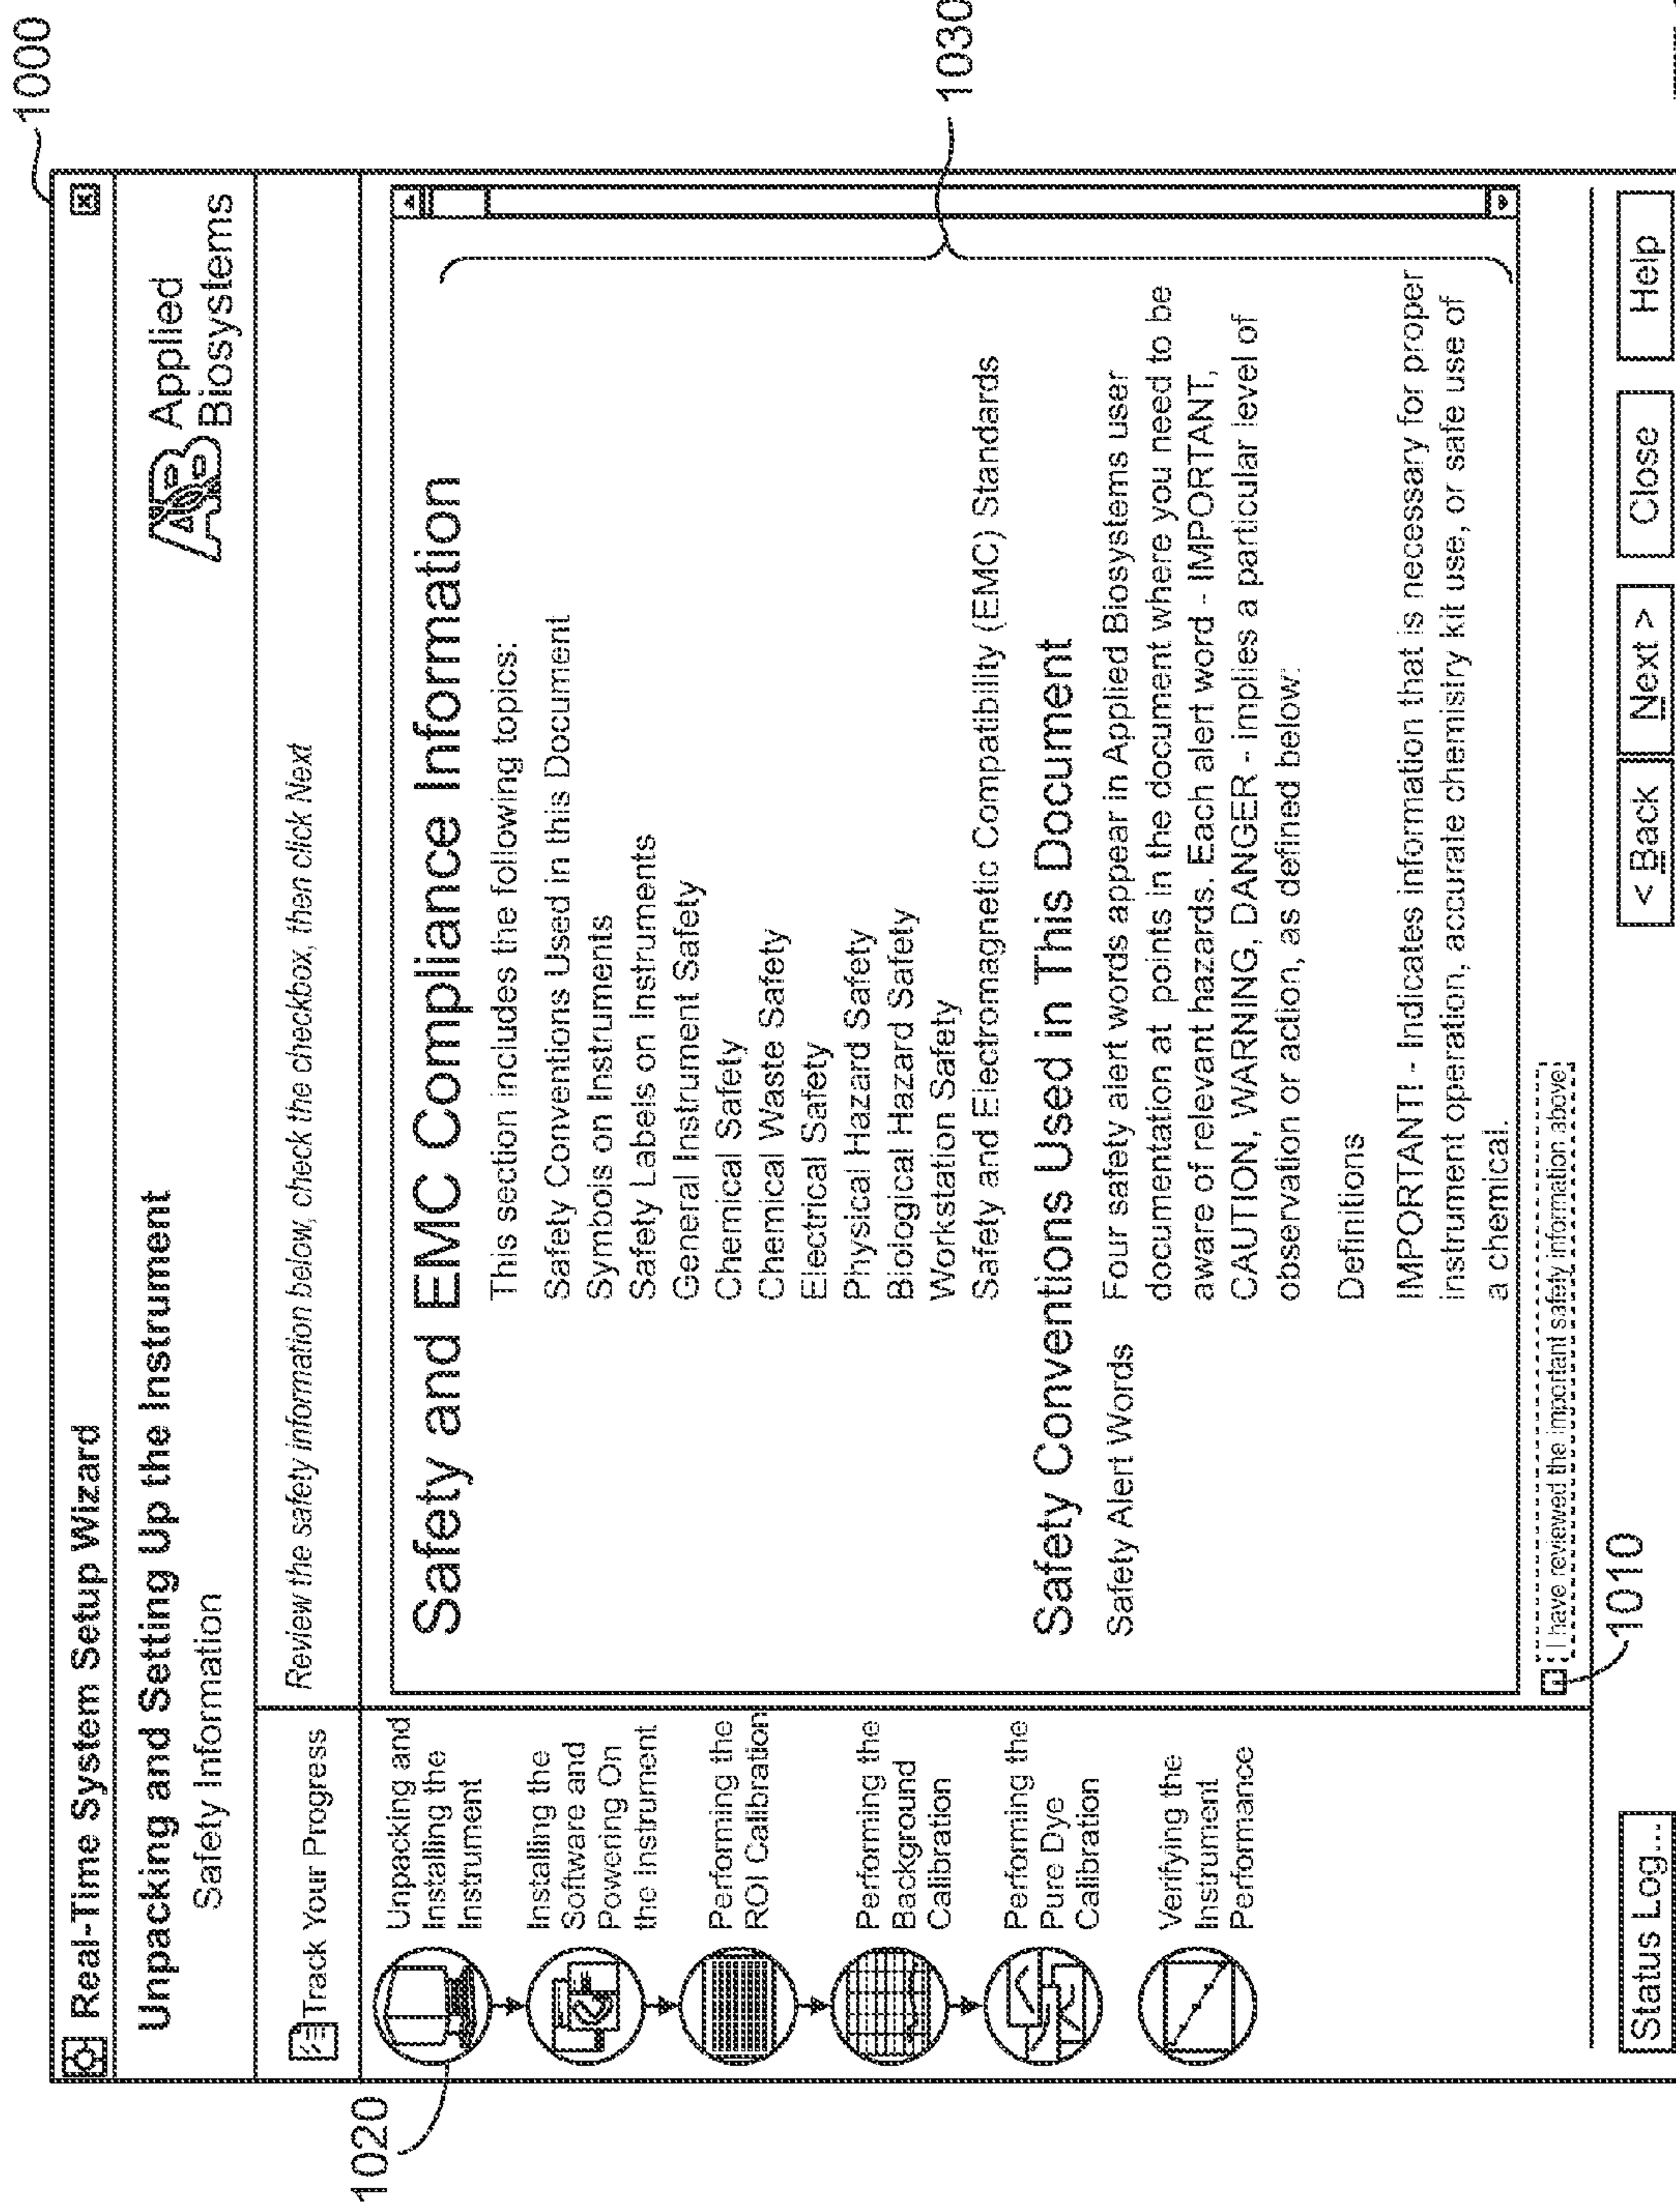 1000
Real-Time System Setup Wizard
Unpacking and Setting Up the Instrument
Safety Information
Applied
Biosystems
Track Your Progress
Review the safety information below, check the checkbox, then click Next
1020
Unpacking and
Installing the
Instrument
Installing the
Software and
Powering On
the Instrument
Performing the
ROI Calibration
Performing the
Background
Calibration
Performing the
Pure Dye
Calibration
Verifying the
Instrument
Performance
Safety and EMC Compliance Information
This section includes the following topics:
Safety Conventions Used in this Document
Symbols on Instruments
Safety Labels on Instruments
General Instrument Safety
Chemical Safety
Chemical Waste Safety
Electrical Safety
Physical Hazard Safety
Biological Hazard Safety
Workstation Safety
Safety and Electromagnetic Compatibility (EMC) Standards
1030
Safety Conventions Used in This Document
Safety Alert Words
Four safety alert words appear in Applied Biosystems user
documentation at points in the document where you need to be
aware of relevant hazards. Each alert word - IMPORTANT,
CAUTION, WARNING, DANGER - implies a particular level of
observation or action, as defined below:
Definitions
IMPORTANT! - Indicates information that is necessary for proper
instrument operation, accurate chemistry kit use, or safe use of
a chemical.
I have reviewed the important safety information above
1010
Status Log...
< Back
Next >
Close
Help